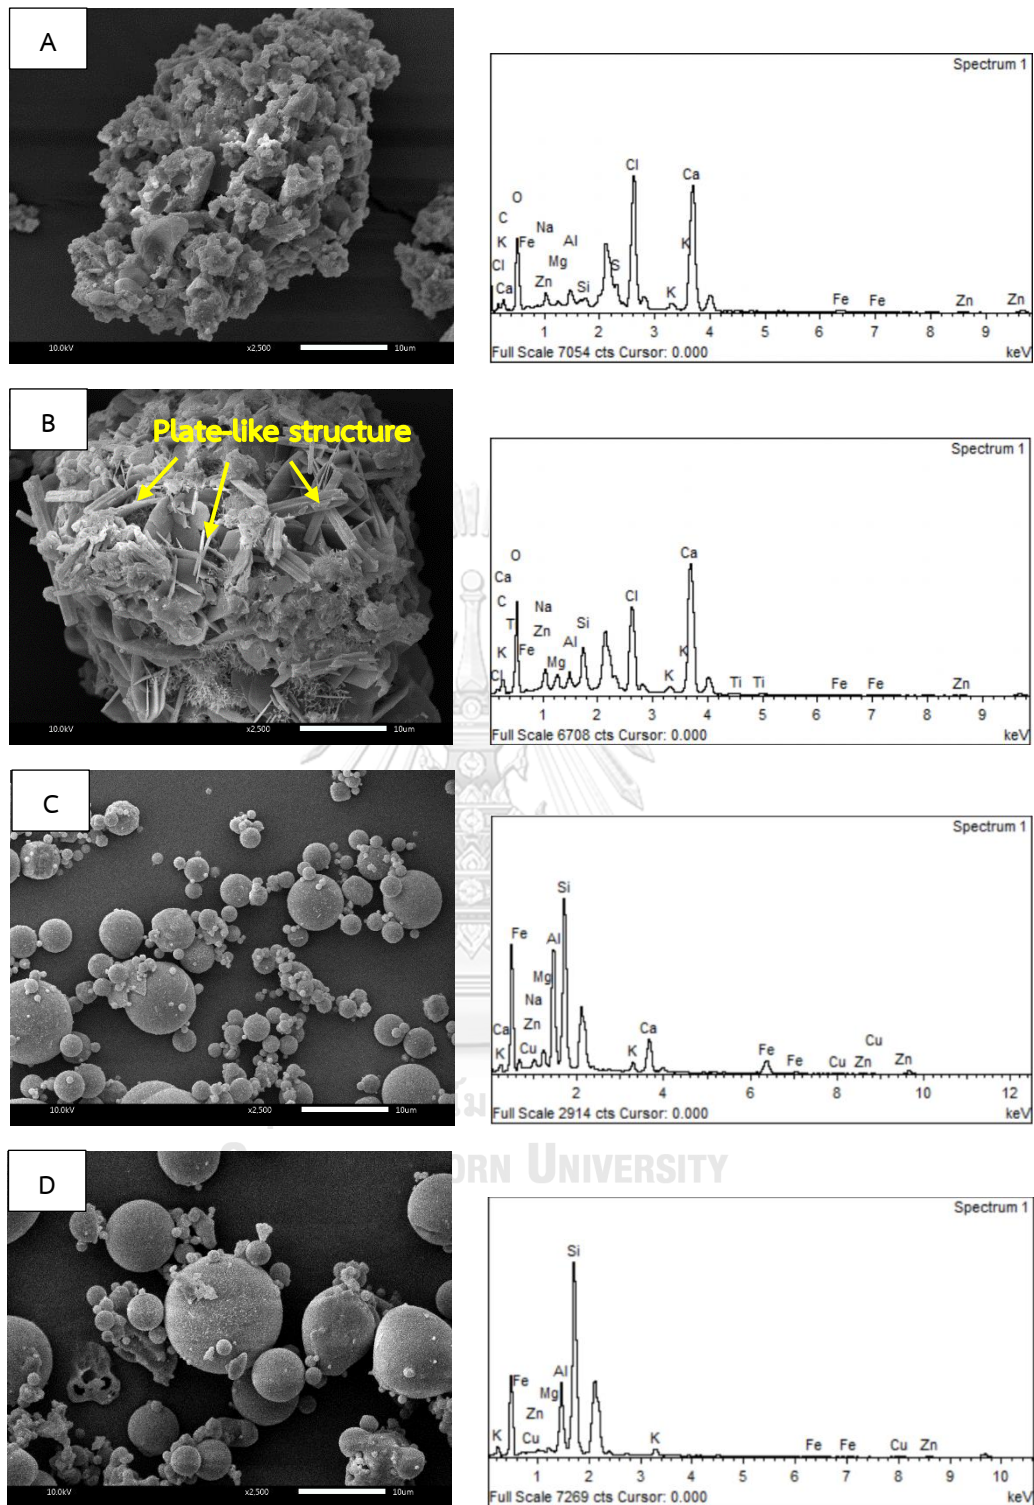 A
10.0kV x2,500 10um
Spectrum 1
Cl
Ca
O
C
Na
K
Fe
Al
K
Cl
Mg
S
Ca
Zn
Si
K
Fe
Fe
Zn
Zn
1 2 3 4 5 6 7 8 9
Full Scale 7054 cts Cursor: 0.000 keV
B
Plate-like structure
10.0kV x2,500 10um
Spectrum 1
O
Ca
Ca
Cl
C
Na
T
Zn
Si
K
Fe
Al
K
Mg
Cl
K
Ti
Ti
Fe
Fe
Zn
1 2 3 4 5 6 7 8 9
Full Scale 6708 cts Cursor: 0.000 keV
C
10.0kV x2,500 10um
Spectrum 1
Si
Fe
Al
Mg
Na
Ca
Zn
Ca
Cu
K
Cu
K
Fe
Fe
Cu
Zn
Zn
2 4 6 8 10 12
Full Scale 2914 cts Cursor: 0.000
UNIVERSITY
D
10.0kV x2,500 10um
Spectrum 1
Si
Fe
Al
Mg
Zn
K
Cu
K
Fe
Fe
Cu
Zn
1 2 3 4 5 6 7 8 9 10
Full Scale 7269 cts Cursor: 0.000 keV